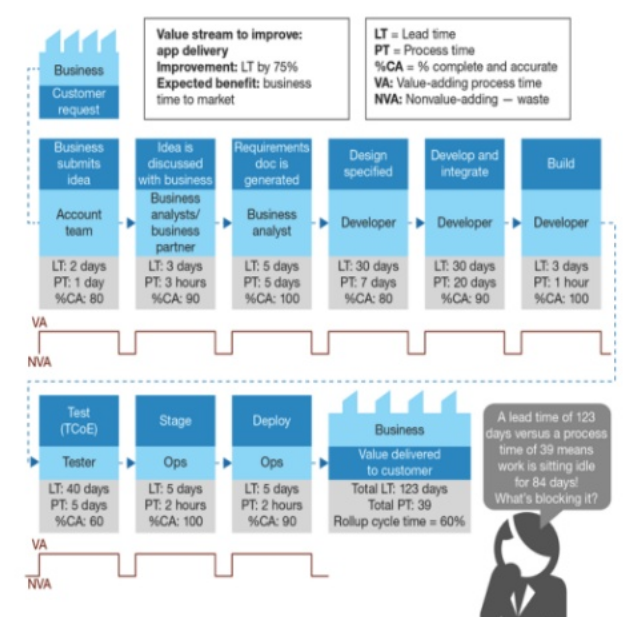 Value stream to improve:
app delivery
Improvement: LT by 75%
Expected benefit: business
time to market
LT = Lead time
PT = Process time
%CA = % complete and accurate
VA: Value-adding process time
NVA: Nonvalue-adding — waste
Business
Customer
request
Business
submits
idea
Account
team
LT: 2 days
PT: 1 day
%CA: 80
Idea is
discussed
with business
Business
analysts/
business
partner
LT: 3 days
PT: 3 hours
%CA: 90
Requirements
doc is
generated
Business
analyst
LT: 5 days
PT: 5 days
%CA: 100
Design
specified
Developer
LT: 30 days
PT: 7 days
%CA: 80
Develop and
integrate
Developer
LT: 30 days
PT: 20 days
%CA: 90
Build
Developer
LT: 3 days
PT: 1 hour
%CA: 100
VA
NVA
Test
(TCoE)
Tester
LT: 40 days
PT: 5 days
%CA: 60
Stage
Ops
LT: 5 days
PT: 2 hours
%CA: 100
Deploy
Ops
LT: 5 days
PT: 2 hours
%CA: 90
Business
Value delivered
to customer
Total LT: 123 days
Total PT: 39
Rollup cycle time = 60%
A lead time of 123
days versus a process
time of 39 means
work is sitting idle
for 84 days!
What's blocking it?
VA
NVA